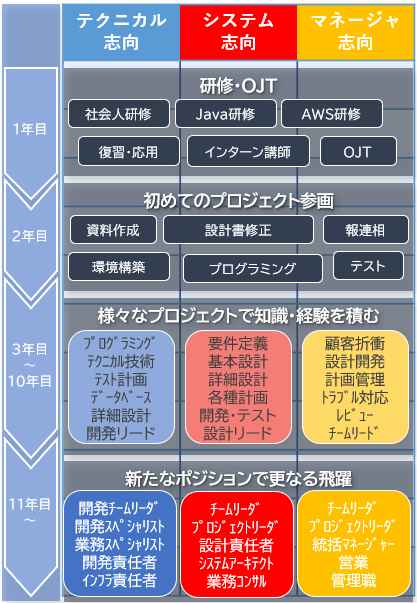 テクニカル
志向
システム
志向
マネージャ
志向
1年目
研修・OJT
社会人研修
Java研修
AWS研修
復習・応用
インターン講師
OJT
2年目
初めてのプロジェクト参画
資料作成
設計書修正
報連相
環境構築
プログラミング
テスト
3年目
～
10年目
様々なプロジェクトで知識・経験を積む
ﾌﾟﾛｸﾞﾗﾐﾝｸﾞ
ﾃｸﾆｶﾙ技術
ﾃｽﾄ計画
ﾃﾞｰﾀﾍﾞｰｽ
詳細設計
開発ﾘｰﾄﾞ
要件定義
基本設計
詳細設計
各種計画
開発・テスト
設計ﾘｰﾄﾞ
顧客折衝
設計開発
計画管理
ﾄﾗﾌﾞﾙ対応
ﾚﾋﾞｭｰ
ﾁｰﾑﾘｰﾄﾞ
11年目
～
新たなポジションで更なる飛躍
開発ﾁｰﾑﾘｰﾀﾞ
開発ｽﾍﾟｼｬﾘｽﾄ
業務ｽﾍﾟｼｬﾘｽﾄ
開発責任者
ｲﾝﾌﾗ責任者
ﾁｰﾑﾘｰﾀﾞ
ﾌﾟﾛｼﾞｪｸﾄﾘｰﾀﾞ
設計責任者
ｼｽﾃﾑｱｰｷﾃｸﾄ
業務ｺﾝｻﾙ
ﾁｰﾑﾘｰﾀﾞ
ﾌﾟﾛｼﾞｪｸﾄﾘｰﾀﾞ
統括ﾏﾈｰｼﾞｬｰ
営業
管理職